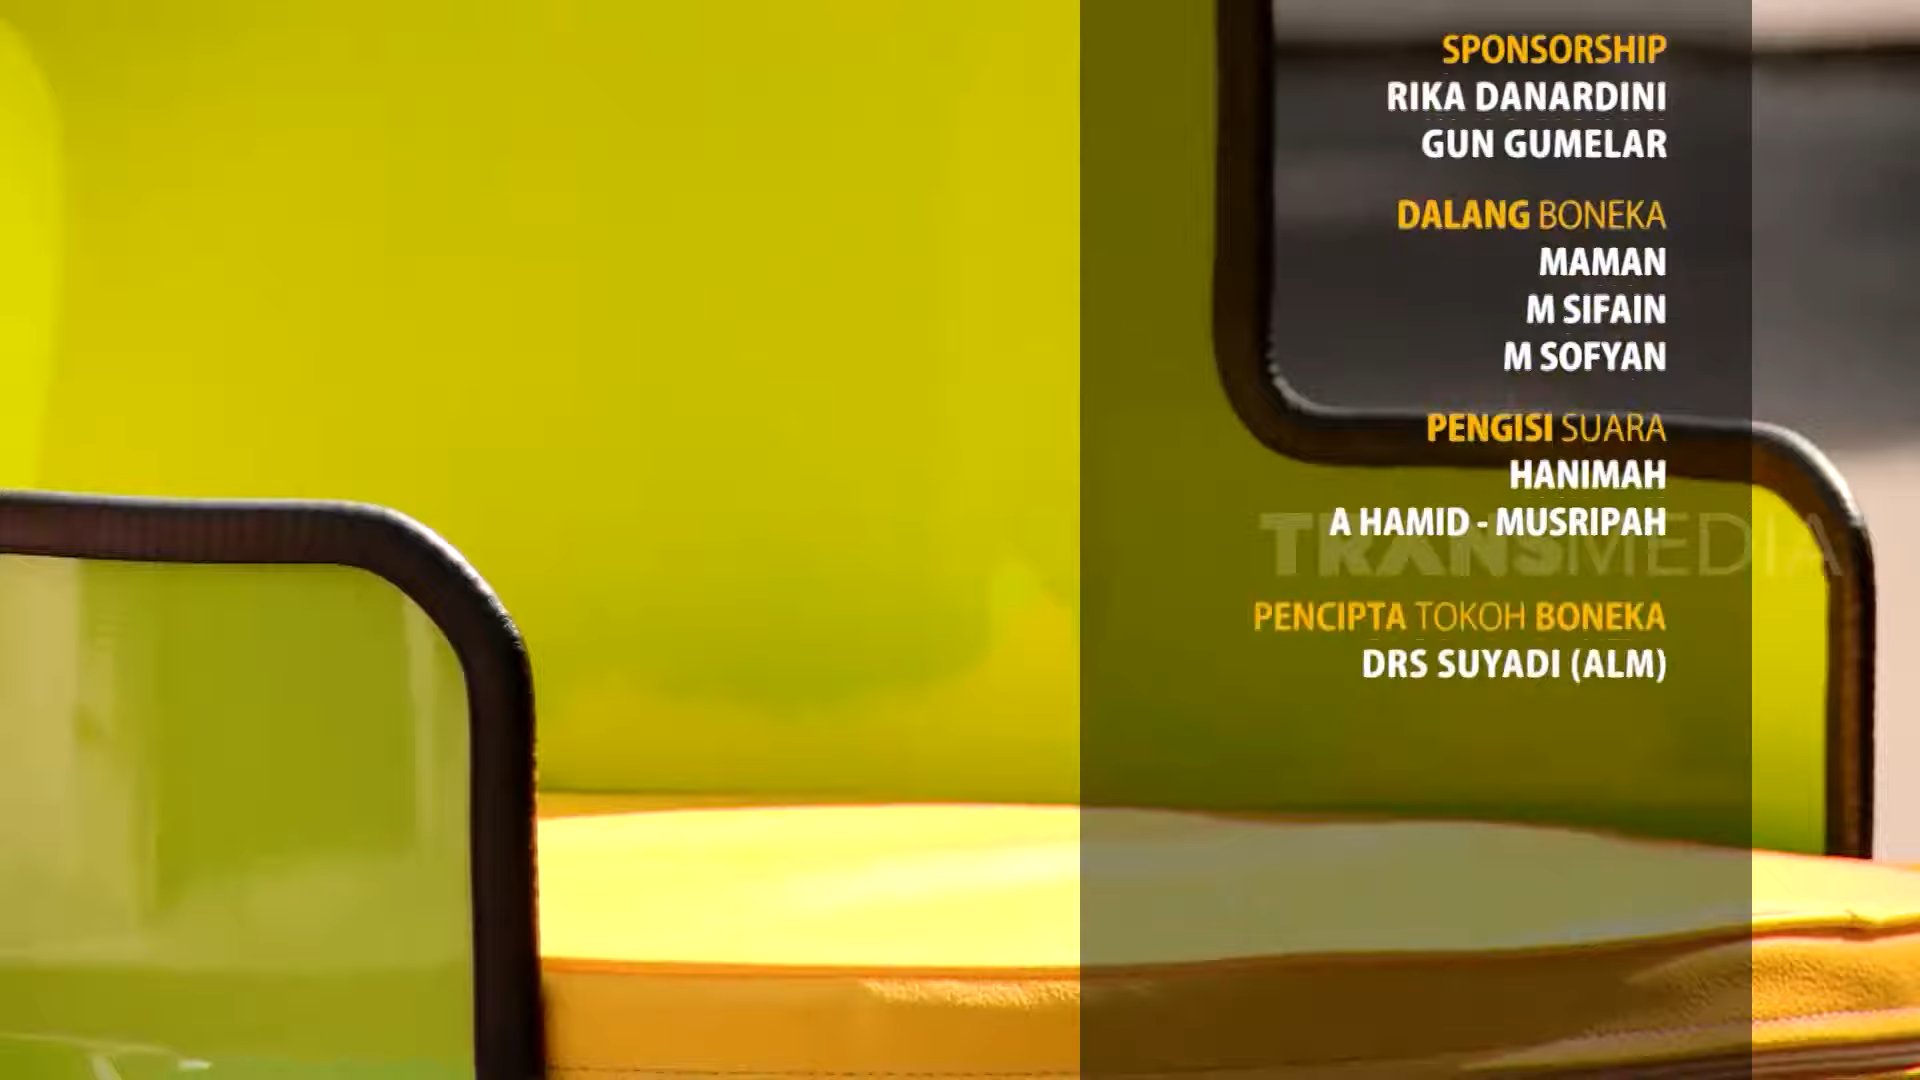 SPONSORSHIP
RIKA DANARDINI
GUN GUMELAR
DALANG BONEKA
MAMAN
M SIFAIN
M SOFYAN
PENGISI SUARA
HANIMAH
A HAMID - MUSRIPAH
TRANSMEDIA
PENCIPTA TOKOH BONEKA
DRS SUYADI (ALM)